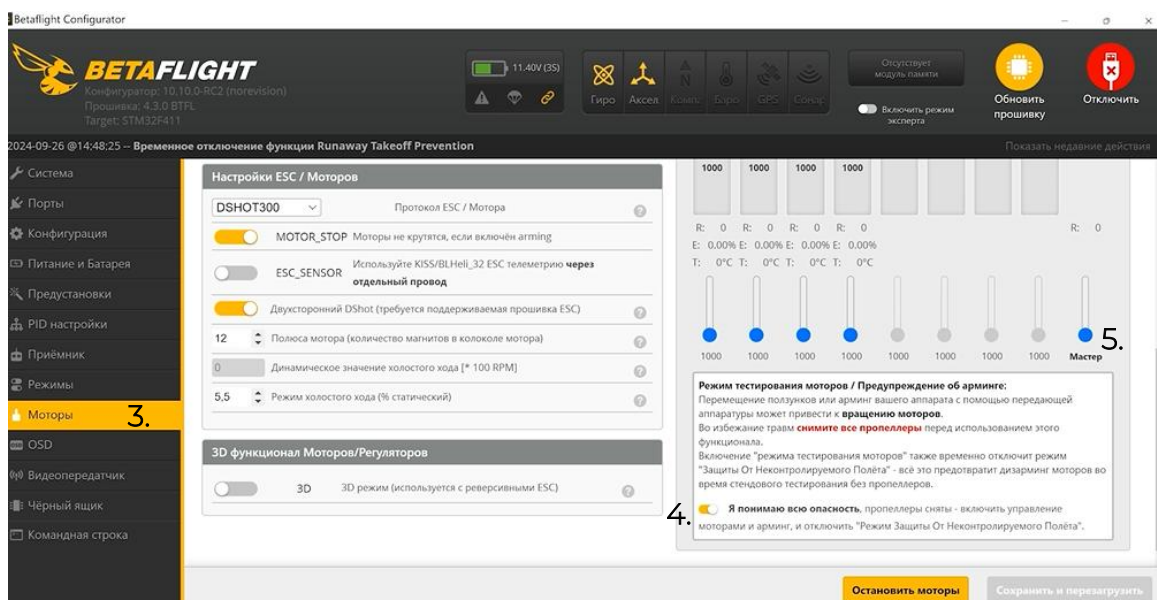 Betaflight Configurator
BETAFLIGHT
Конфигуратор: 10.10.0-RC2 (norevision)
Прошивка: 4.3.0 BTFL
Target: STM32F411
11.40V (3S)
Гиро Аксел Комп Баро GPS Сонар
Отсутствует
модуль памяти
Включить режим
эксперта
Обновить
прошивку
Отключить
2024-09-26 @14:48:25 -- Временное отключение функции Runaway Takeoff Prevention
Показать недавние действия
Система
Порты
Конфигурация
Питание и Батарея
Предустановки
PID настройки
Приёмник
Режимы
Моторы 3.
OSD
Видеопередатчик
Чёрный ящик
Командная строка
Настройки ESC / Моторов
DSHOT300 Протокол ESC / Мотора
MOTOR_STOP Моторы не крутятся, если включён arming
ESC_SENSOR Используйте KISS/BLHeli_32 ESC телеметрию через
отдельный провод
Двухсторонний DShot (требуется поддерживаемая прошивка ESC)
12 Полюса мотора (количество магнитов в колоколе мотора)
0 Динамическое значение холостого хода [* 100 RPM]
5,5 Режим холостого хода (% статический)
3D функционал Моторов/Регуляторов
3D 3D режим (используется с реверсивными ESC)
1000 1000 1000 1000
R: 0 R: 0 R: 0 R: 0 R: 0
E: 0.00% E: 0.00% E: 0.00% E: 0.00%
T: 0°C T: 0°C T: 0°C T: 0°C
5.
1000 1000 1000 1000 1000 1000 1000 1000 Мастер
Режим тестирования моторов / Предупреждение об арминге:
Перемещение ползунков или арминг вашего аппарата с помощью передающей
аппаратуры может привести к вращению моторов.
Во избежание травм снимите все пропеллеры перед использованием этого
функционала.
Включение "режима тестирования моторов" также временно отключит режим
"Защиты От Неконтролируемого Полёта" - всё это предотвратит дизарминг моторов во
время стендового тестирования без пропеллеров.
4. Я понимаю всю опасность, пропеллеры сняты - включить управление
моторами и арминг, и отключить "Режим Защиты От Неконтролируемого Полёта".
Остановить моторы
Сохранить и перезагрузить